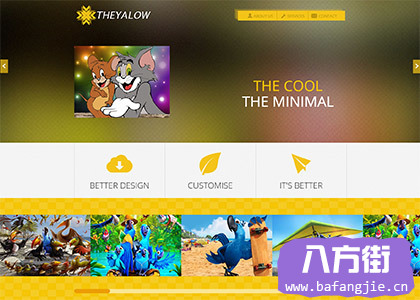 THEYALOW
ABOUT US
SERVICES
CONTACT
THE COOL
THE MINIMAL
BETTER DESIGN
CUSTOMISE
IT'S BETTER
八方街
www.bafangjie.cn